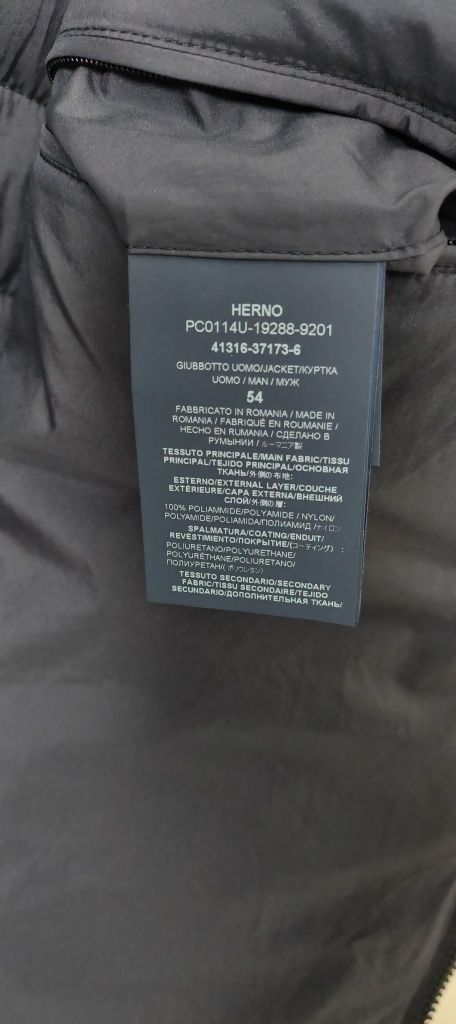 HERNO
PC0114U-19288-9201
41316-37173-6
GIUBBOTTO UOMO/JACKET/КУРТКА
UOMO / MAN / МУЖ
54
FABBRICATO IN ROMANIA / MADE IN
ROMANIA / FABRIQUÉ EN ROUMANIE /
HECHO EN RUMANIA / СДЕЛАНО В
РУМЫНИИ / ルーマニア製
TESSUTO PRINCIPALE/MAIN FABRIC/TISSU
PRINCIPAL/TEJIDO PRINCIPAL/ОСНОВНАЯ
ТКАНЬ/外側の布地:
ESTERNO/EXTERNAL LAYER/COUCHE
EXTÉRIEURE/CAPA EXTERNA/ВНЕШНИЙ
СЛОЙ/外側の層:
100% POLIAMMIDE/POLYAMIDE / NYLON/
POLYAMIDE/POLIAMIDA/ПОЛИАМИД /ナイロン
SPALMATURA/COATING/ENDUIT/
REVESTIMIENTO/ПОКРЫТИЕ/(コーティング) :
POLIURETANO/POLYURETHANE/
POLYURÉTHANE/POLIURETANO/
ПОЛИУРЕТАН/( ポリウレタン)
TESSUTO SECONDARIO/SECONDARY
FABRIC/TISSU SECONDAIRE/TEJIDO
SECUNDARIO/ДОПОЛНИТЕЛЬНАЯ ТКАНЬ/